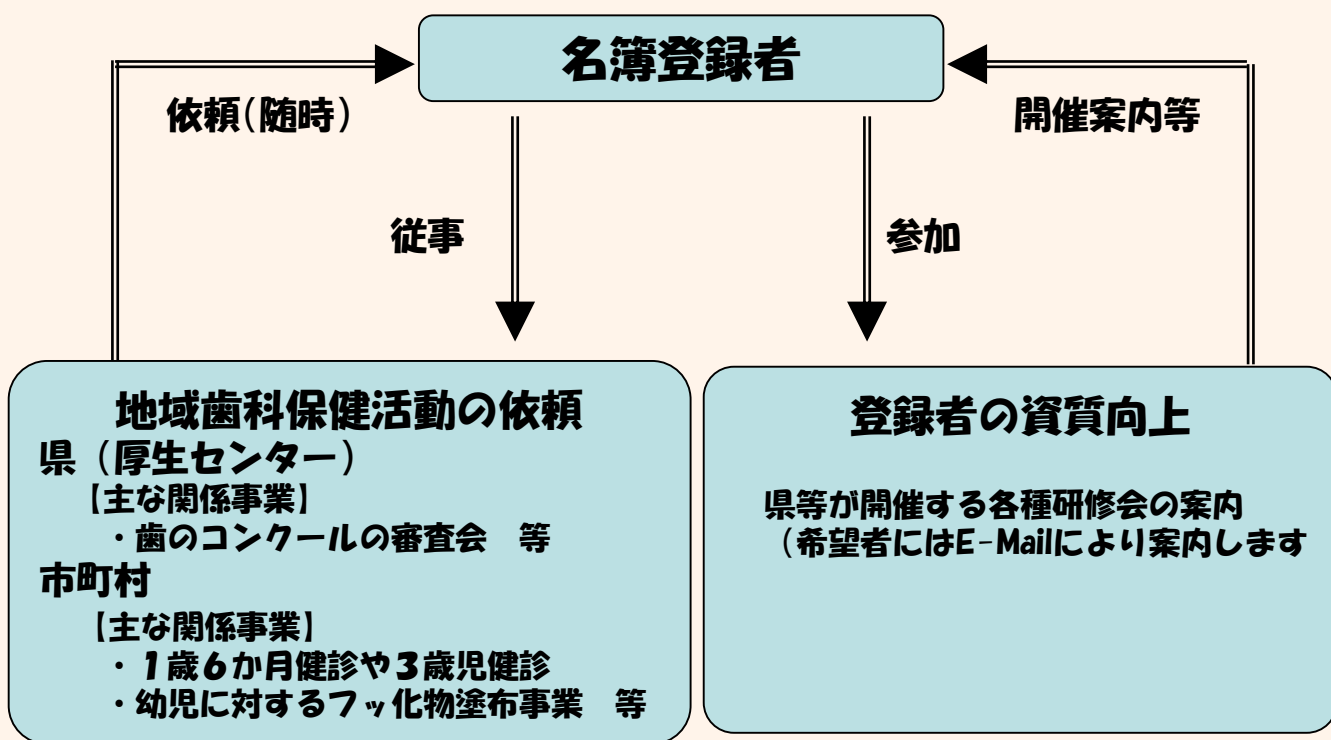 名簿登録者
依頼(随時)
開催案内等
従事
参加
地域歯科保健活動の依頼
県（厚生センター）
【主な関係事業】
・歯のコンクールの審査会　等
市町村
【主な関係事業】
・１歳６か月健診や３歳児健診
・幼児に対するフッ化物塗布事業　等
登録者の資質向上
県等が開催する各種研修会の案内
（希望者にはE-Mailにより案内します